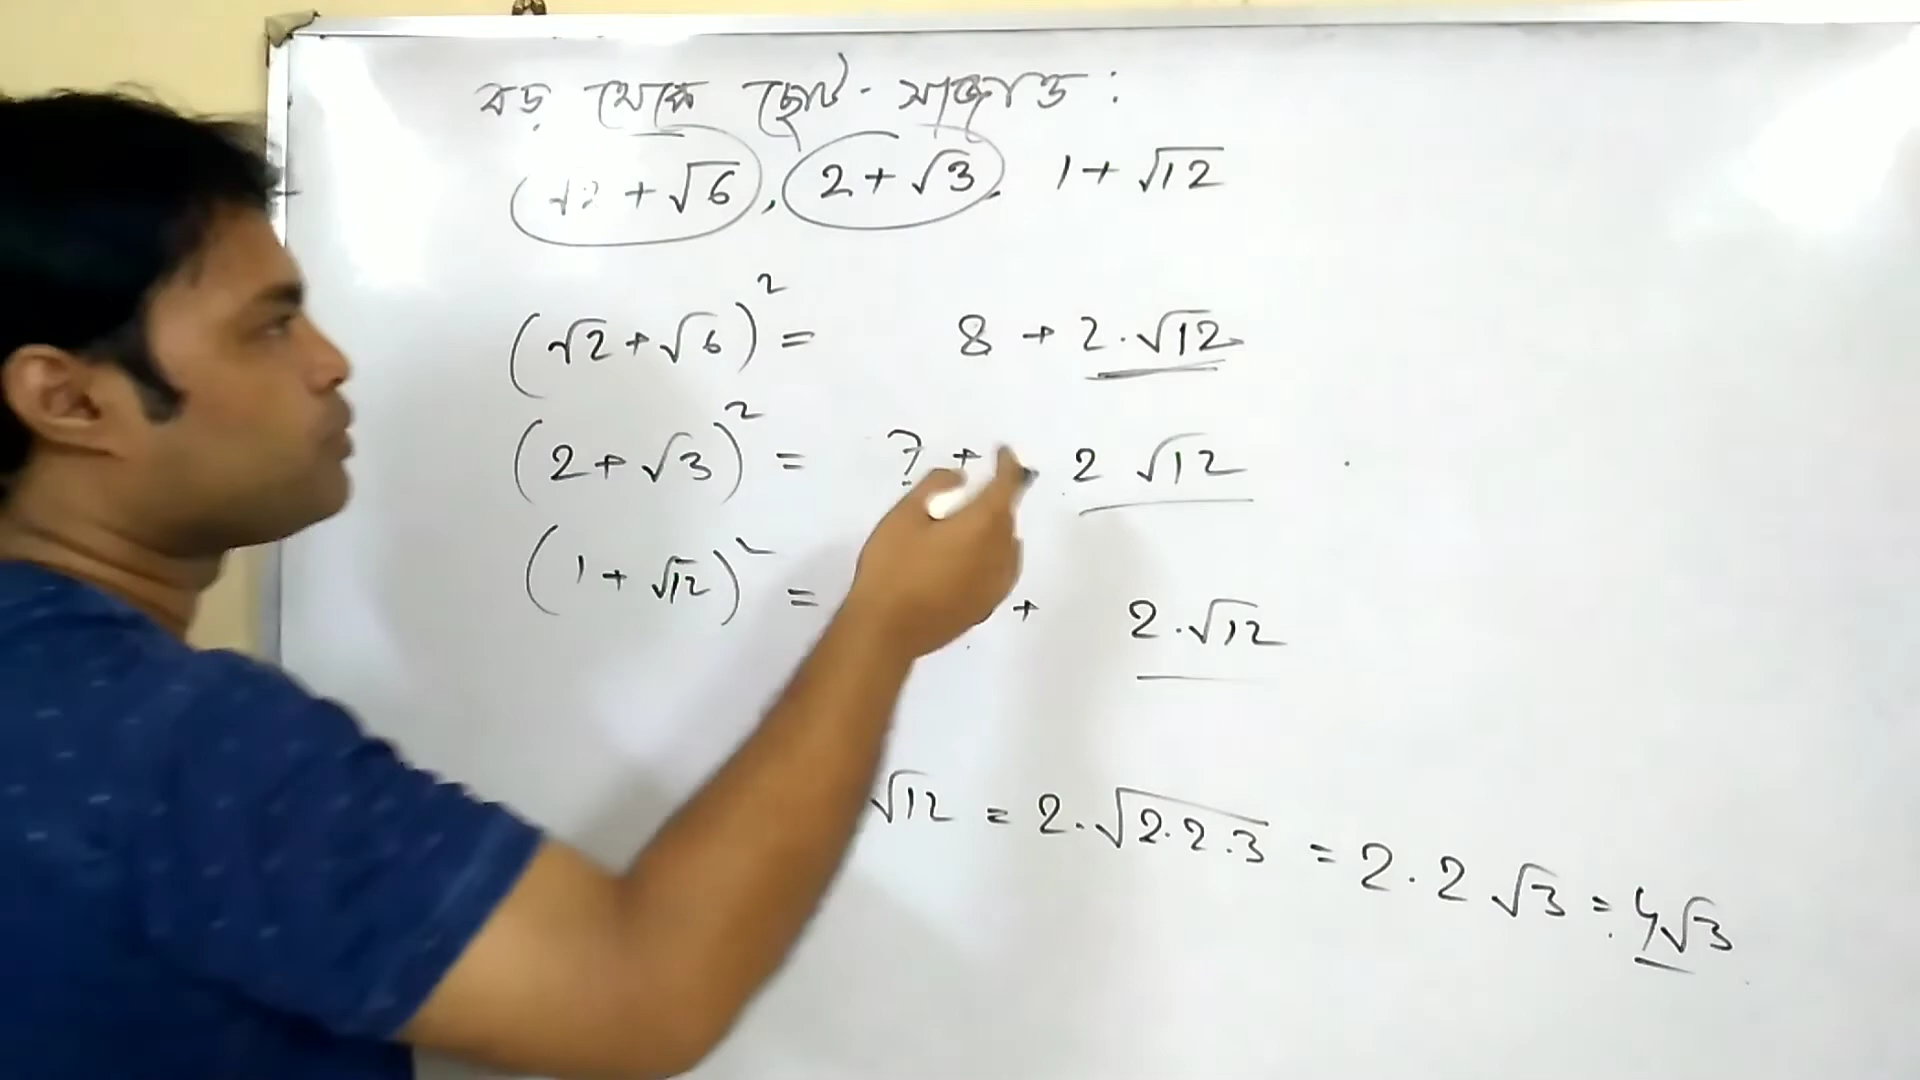 বড় থেকে ছোট সাজাও :
(√2 + √6), (2 + √3), 1 + √12
(√2 + √6)² = 8 + 2.√12
(2 + √3)² = 7 + 2 √12
(1 + √12)² = + 2.√12
√12 = 2.√2.2.3 = 2.2 √3 = 4√3